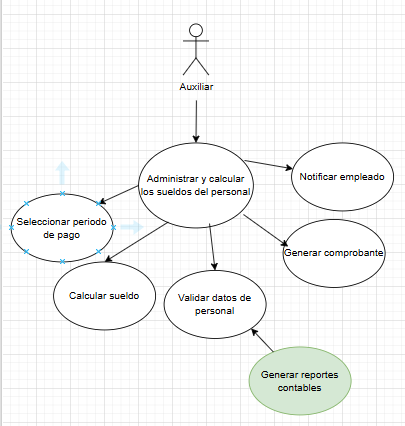 Auxiliar
Administrar y calcular
los sueldos del personal
Notificar empleado
Seleccionar periodo
de pago
Generar comprobante
Calcular sueldo
Validar datos de
personal
Generar reportes
contables